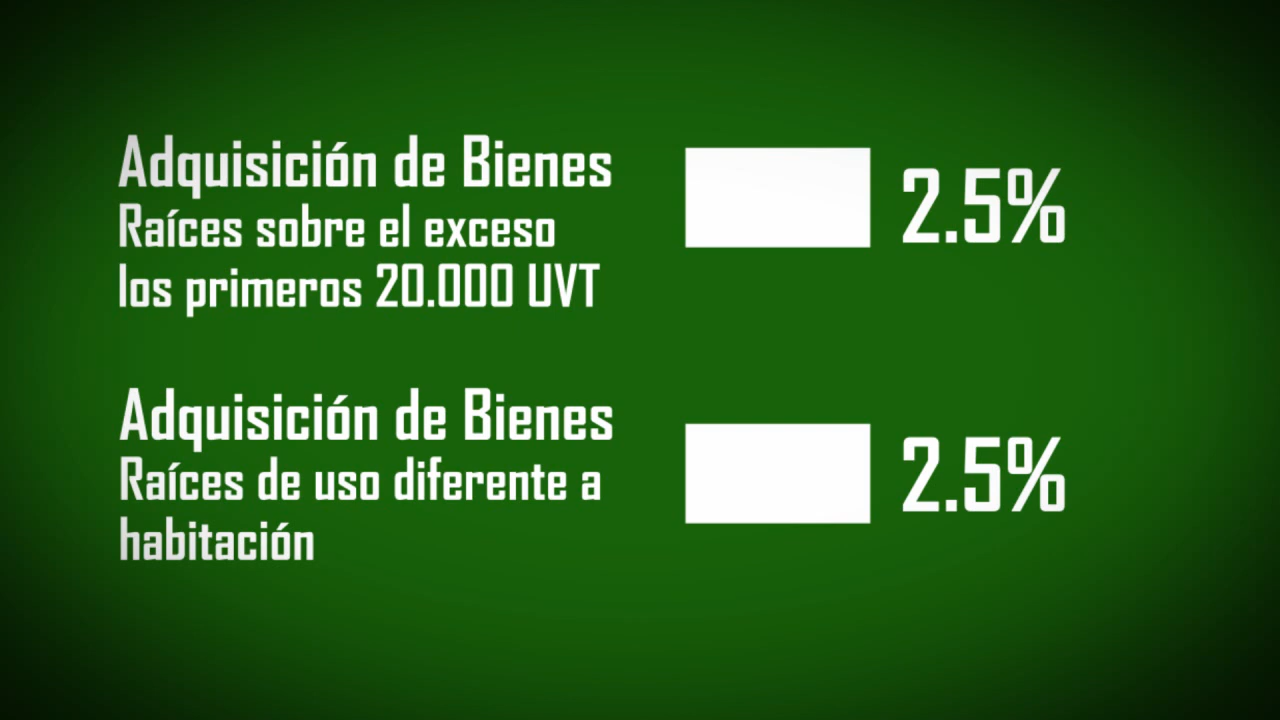 Adquisición de Bienes
Raíces sobre el exceso
los primeros 20.000 UVT
2.5%
Adquisición de Bienes
Raíces de uso diferente a
habitación
2.5%